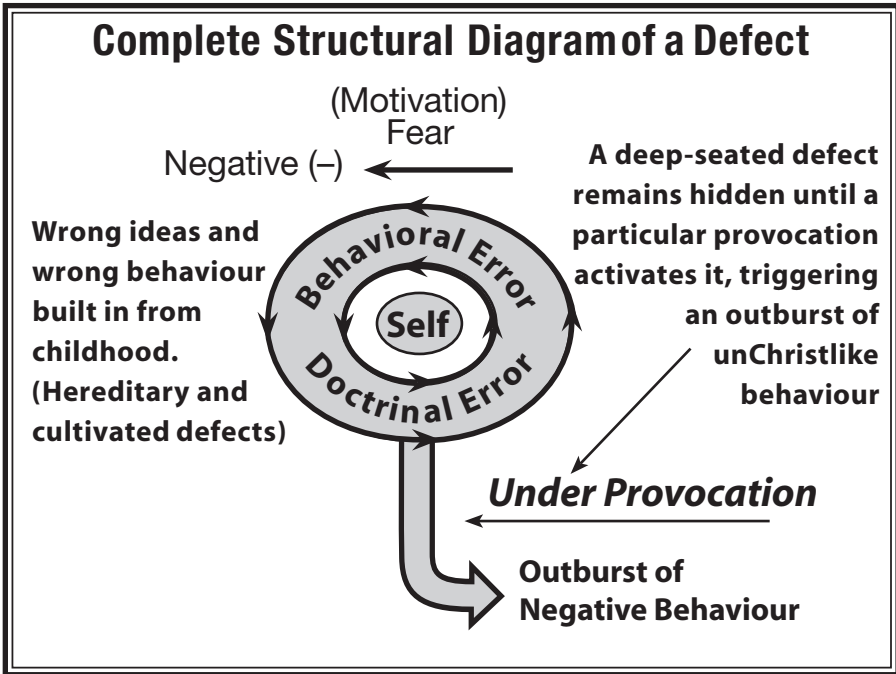 Complete Structural Diagram of a Defect
(Motivation)
Fear
Negative (–)
A deep-seated defect
remains hidden until a
particular provocation
activates it, triggering
an outburst of
unChristlike
behaviour
Wrong ideas and
wrong behaviour
built in from
childhood.
(Hereditary and
cultivated defects)
Behavioral Error
Self
Doctrinal Error
Under Provocation
Outburst of
Negative Behaviour